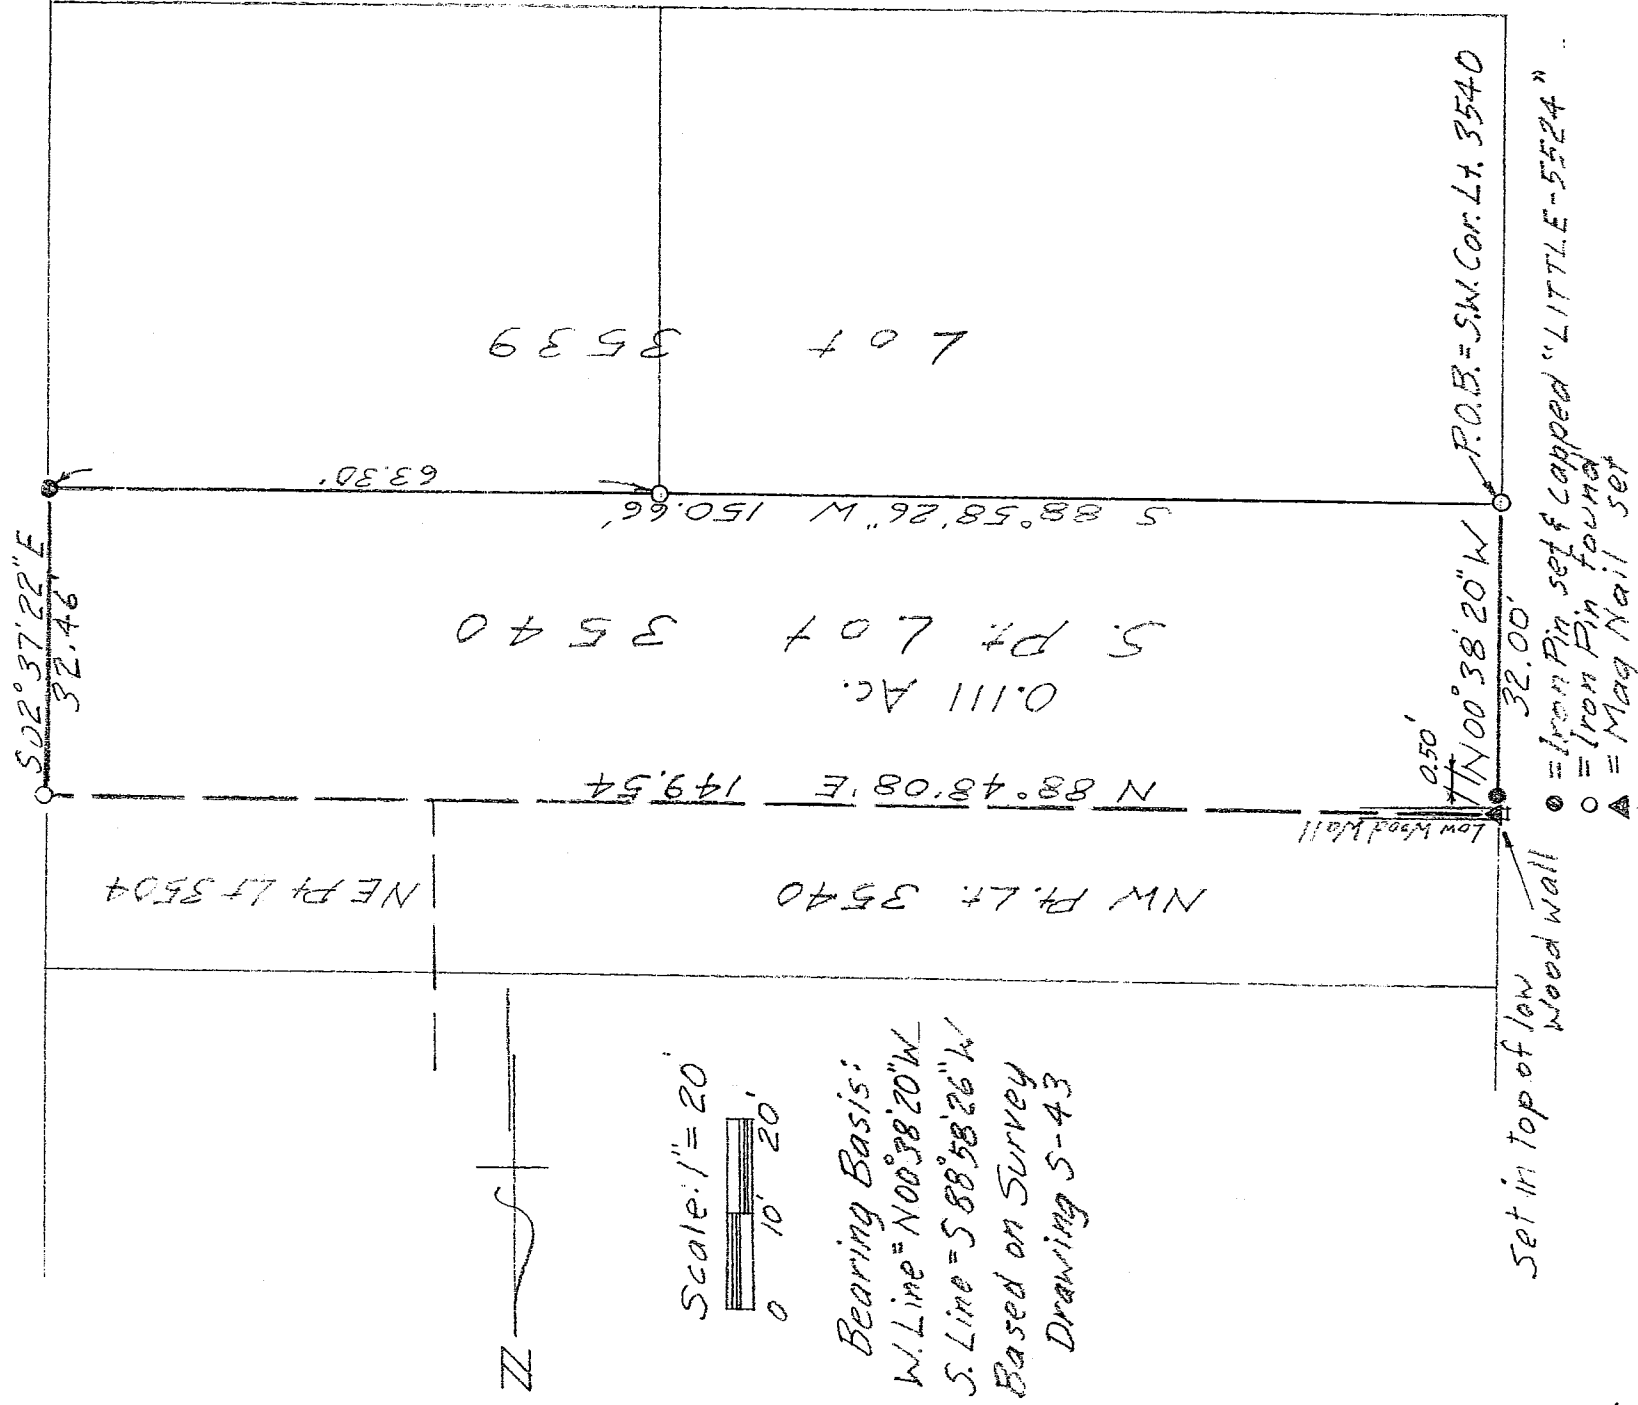 S02°37'22"E
32.46'
63.30'
S 88°58'26" W 150.66'
Lot 3539
S. Pt. Lot 3540
0.111 Ac.
N 88°48'08"E 149.54
Low Wood Wall
NW Pt. Lt. 3540
NE Pt Lt 3504
P.O.B. = S.W. Cor. Lt. 3540
N00°38'20"W
32.00'
0.50'
● = Iron Pin set & capped "LITTLE-5524"
○ = Iron Pin found
▲ = Mag Nail set
Set in top of low
wood wall
N
Scale: 1"= 20'
0 10' 20'
Bearing Basis:
W. Line = N00°38'20"W
S. Line = S88°58'26"W
Based on Survey
Drawing S-43